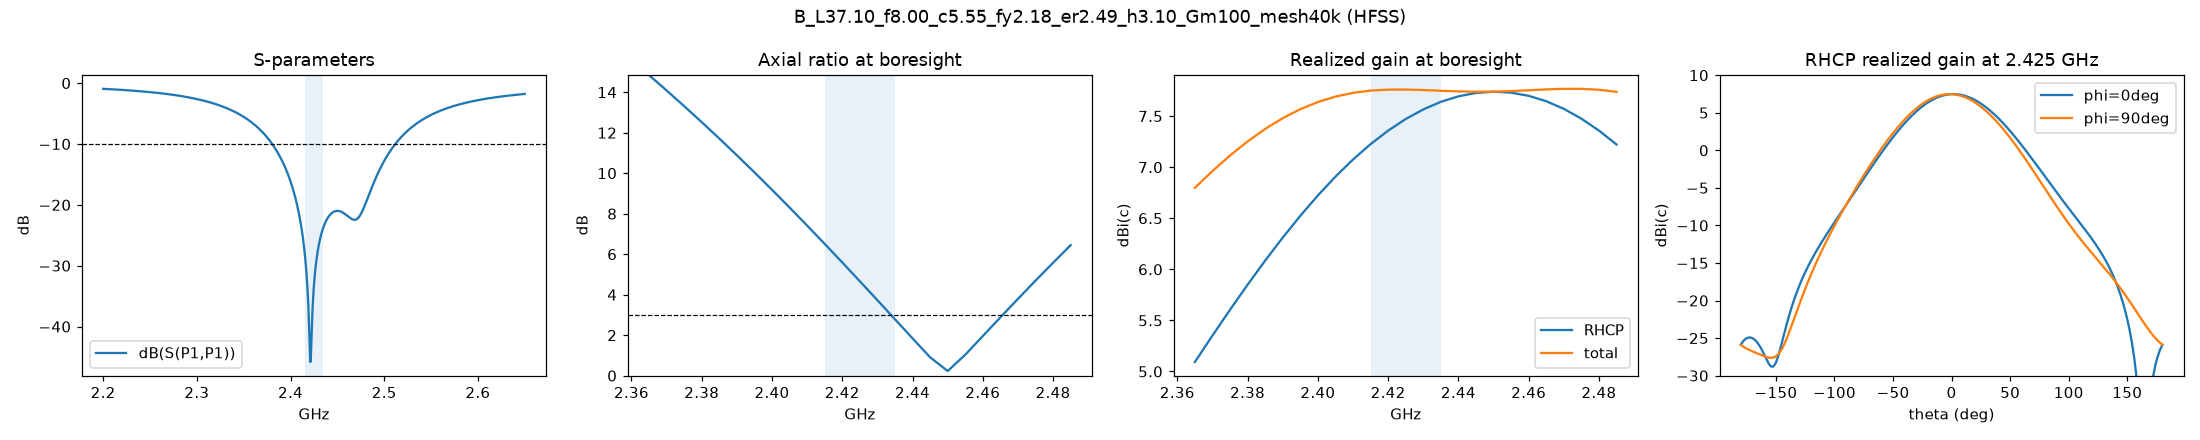 B_L37.10_f8.00_c5.55_fy2.18_er2.49_h3.10_Gm100_mesh40k (HFSS)
S-parameters
0
−10
−20
−30
−40
dB
2.2 2.3 2.4 2.5 2.6
GHz
dB(S(P1,P1))
Axial ratio at boresight
14
12
10
8
6
4
2
0
dB
2.36 2.38 2.40 2.42 2.44 2.46 2.48
GHz
Realized gain at boresight
7.5
7.0
6.5
6.0
5.5
5.0
dBi(c)
2.36 2.38 2.40 2.42 2.44 2.46 2.48
GHz
RHCP
total
RHCP realized gain at 2.425 GHz
10
5
0
−5
−10
−15
−20
−25
−30
dBi(c)
−150 −100 −50 0 50 100 150
theta (deg)
phi=0deg
phi=90deg